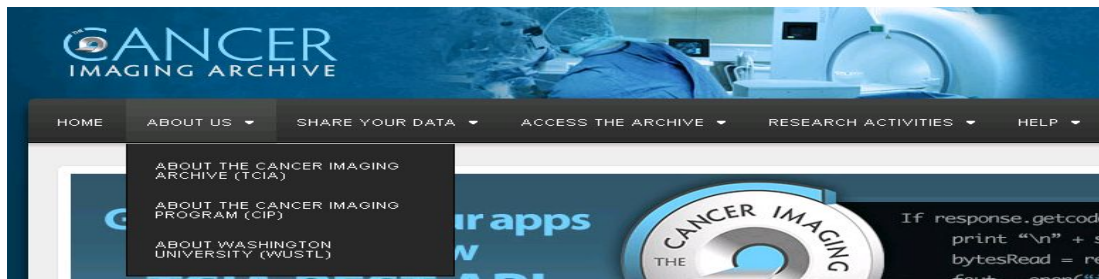 THE
CANCER
IMAGING ARCHIVE
HOME ABOUT US SHARE YOUR DATA ACCESS THE ARCHIVE RESEARCH ACTIVITIES HELP
ABOUT THE CANCER IMAGING
ARCHIVE (TCIA)
ABOUT THE CANCER IMAGING
PROGRAM (CIP)
ABOUT WASHINGTON
UNIVERSITY (WUSTL)
apps
THE CANCER IMAGING
If response.getcod
print "\n" +
bytesRead =